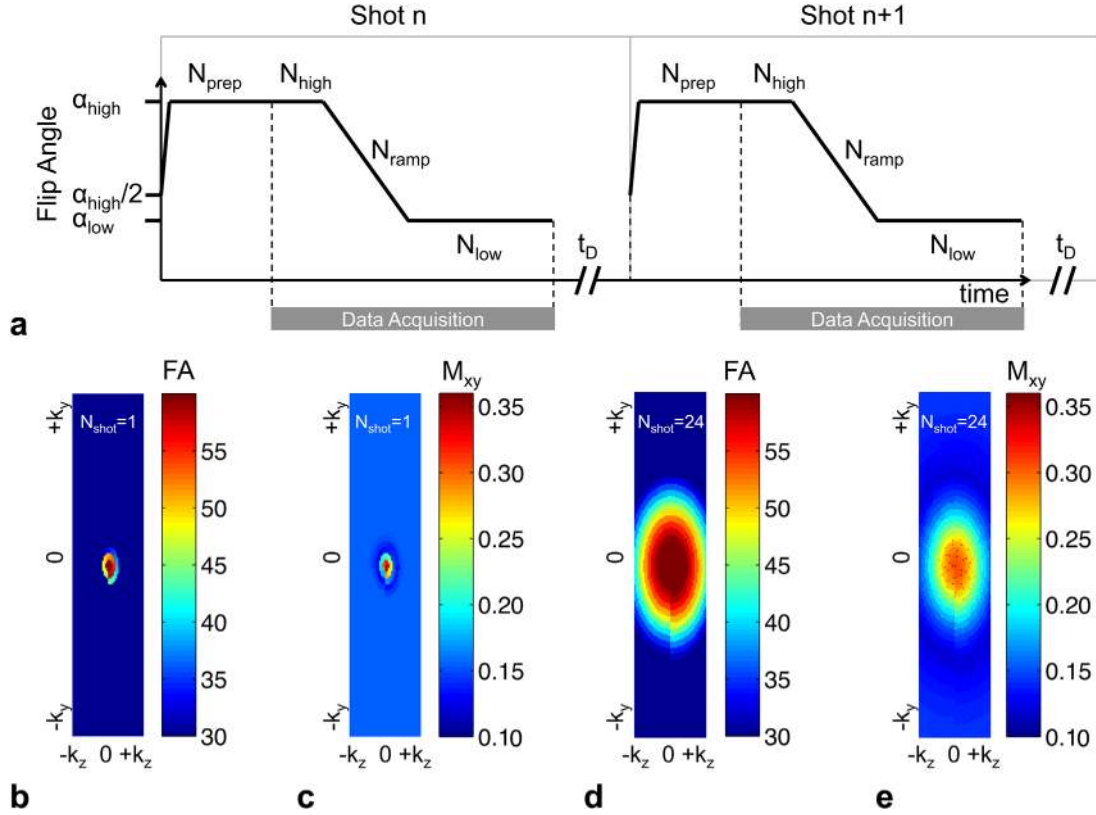 Shot n
Shot n+1
N_prep
N_high
N_prep
N_high
Flip Angle
α_high
N_ramp
N_ramp
α_high/2
α_low
N_low
t_D
N_low
t_D
time
Data Acquisition
Data Acquisition
a
FA
M_xy
FA
M_xy
+k_y
0
-k_y
N_shot=1
-k_z 0 +k_z
55
50
45
40
35
30
b
+k_y
0
-k_y
N_shot=1
-k_z 0 +k_z
0.35
0.30
0.25
0.20
0.15
0.10
c
+k_y
0
-k_y
N_shot=24
-k_z 0 +k_z
55
50
45
40
35
30
d
+k_y
0
-k_y
N_shot=24
-k_z 0 +k_z
0.35
0.30
0.25
0.20
0.15
0.10
e